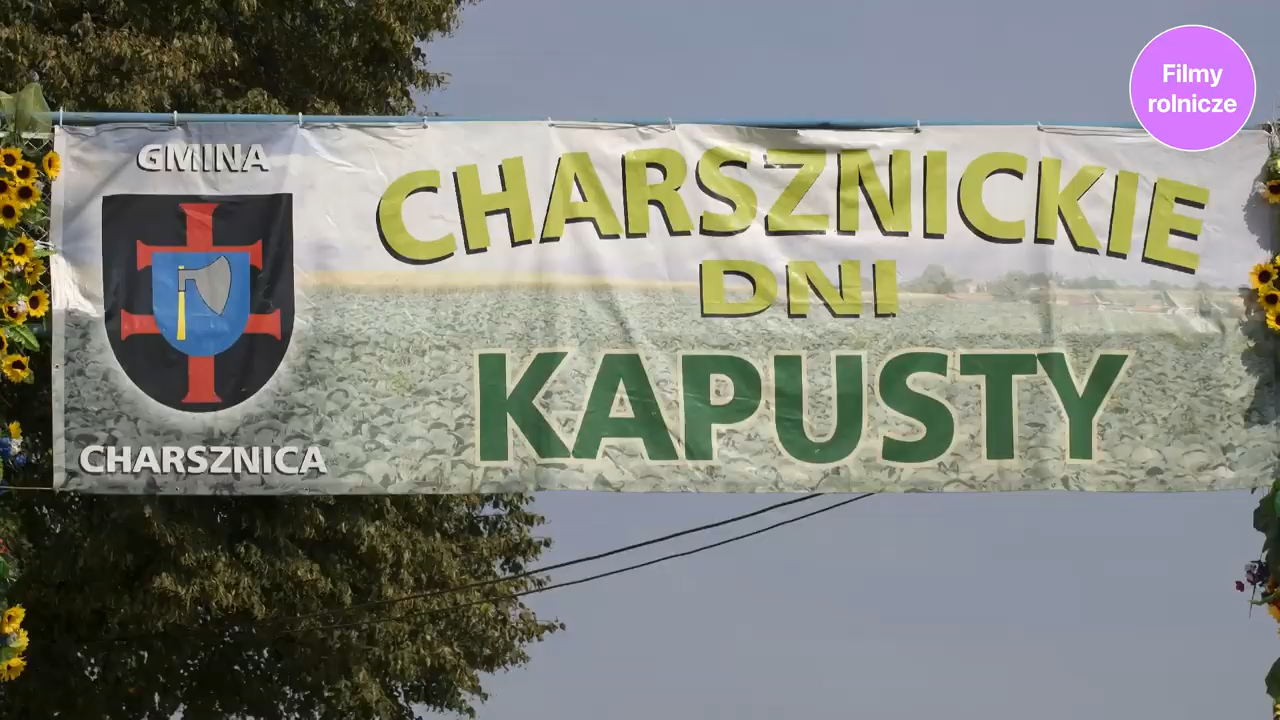 Filmy
rolnicze
GMINA
CHARSZNICA
CHARSZNICKIE
DNI
KAPUSTY